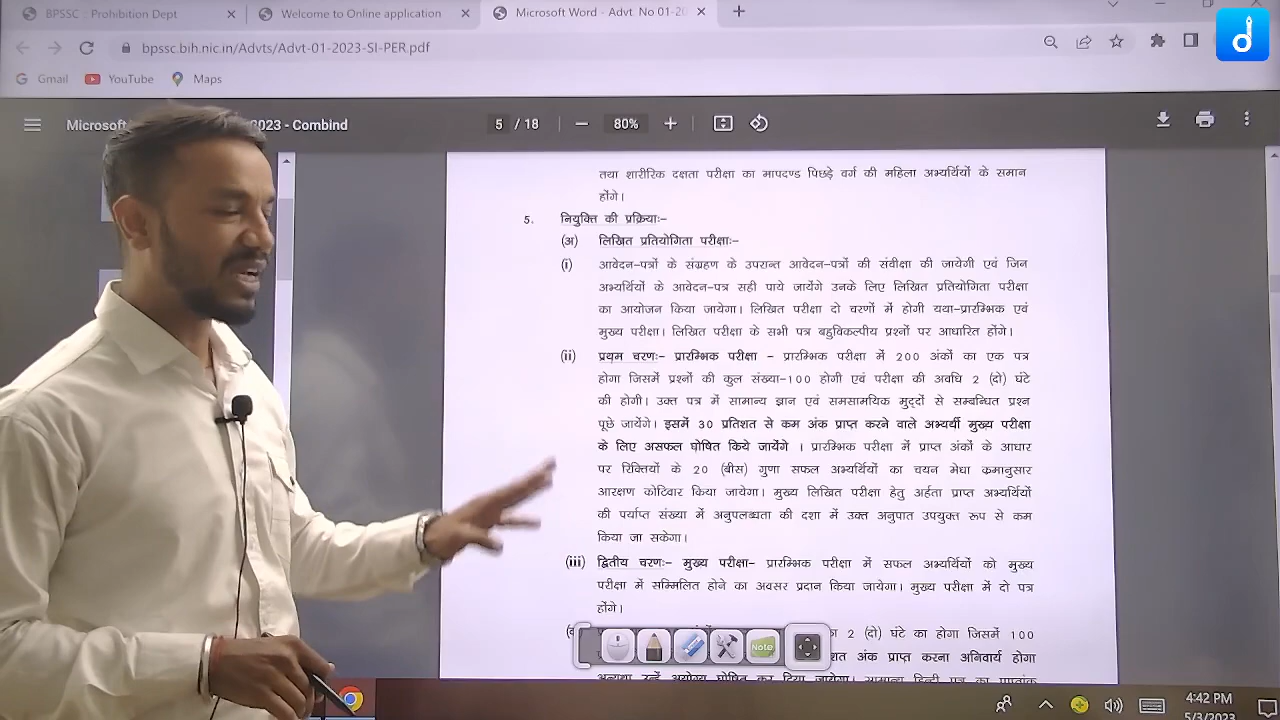 BPSSC : Prohibition Dept
Welcome to Online application
Microsoft Word - Advt. No 01-20
bpssc.bih.nic.in/Advts/Advt-01-2023-SI-PER.pdf
Gmail YouTube Maps
Microsoft 2023 - Combind 5 / 18 80%
तथा शारीरिक दक्षता परीक्षा का मापदण्ड पिछड़े वर्ग की महिला अभ्यर्थियों के समान
होंगे।
5. नियुक्ति की प्रक्रियाः-
(अ) लिखित प्रतियोगिता परीक्षाः-
(i) आवेदन-पत्रों के संग्रहण के उपरान्त आवेदन-पत्रों की संवीक्षा की जायेगी एवं जिन
अभ्यर्थियों के आवेदन-पत्र सही पाये जायेंगे उनके लिए लिखित प्रतियोगिता परीक्षा
का आयोजन किया जायेगा। लिखित परीक्षा दो चरणों में होगी यथा-प्रारम्भिक एवं
मुख्य परीक्षा। लिखित परीक्षा के सभी पत्र बहुविकल्पीय प्रश्नों पर आधारित होंगे।
(ii) प्रथम चरणः- प्रारम्भिक परीक्षा - प्रारम्भिक परीक्षा में 200 अंकों का एक पत्र
होगा जिसमें प्रश्नों की कुल संख्या-100 होगी एवं परीक्षा की अवधि 2 (दो) घंटे
की होगी। उक्त पत्र में सामान्य ज्ञान एवं समसामयिक मुद्दों से सम्बन्धित प्रश्न
पूछे जायेंगे। इसमें 30 प्रतिशत से कम अंक प्राप्त करने वाले अभ्यर्थी मुख्य परीक्षा
के लिए असफल घोषित किये जायेंगे । प्रारम्भिक परीक्षा में प्राप्त अंकों के आधार
पर रिक्तियों के 20 (बीस) गुणा सफल अभ्यर्थियों का चयन मेधा क्रमानुसार
आरक्षण कोटिवार किया जायेगा। मुख्य लिखित परीक्षा हेतु अर्हता प्राप्त अभ्यर्थियों
की पर्याप्त संख्या में अनुपलब्धता की दशा में उक्त अनुपात उपयुक्त रूप से कम
किया जा सकेगा।
(iii) द्वितीय चरणः- मुख्य परीक्षा- प्रारम्भिक परीक्षा में सफल अभ्यर्थियों को मुख्य
परीक्षा में सम्मिलित होने का अवसर प्रदान किया जायेगा। मुख्य परीक्षा में दो पत्र
होंगे।
2 (दो) घंटे का होगा जिसमें 100
Note
अंक प्राप्त करना अनिवार्य होगा
अन्यथा उन्हें अयोग्य घोषित कर दिया जायेगा। सामान्य हिन्दी पत्र का प्राप्तांक
4:42 PM
5/3/2023